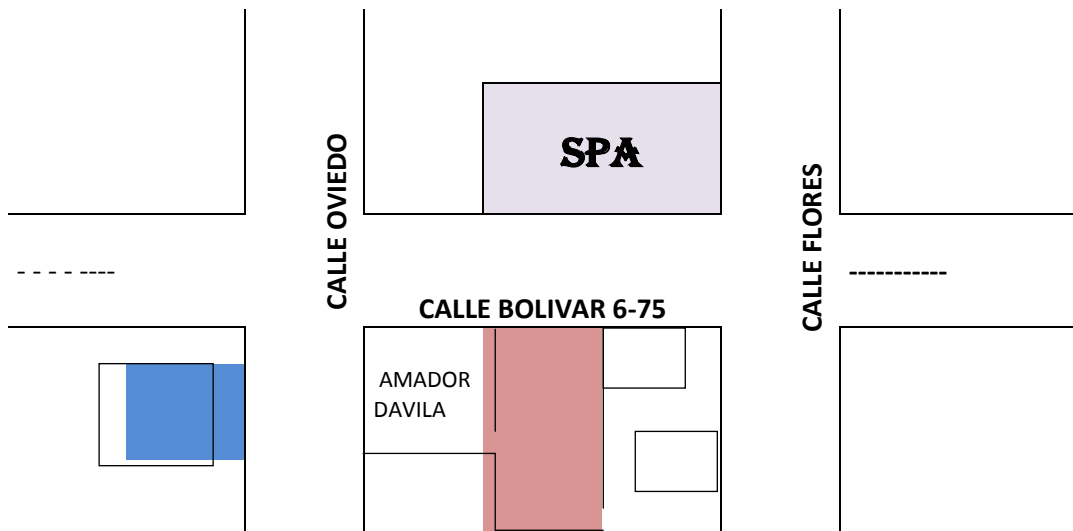 SPA
CALLE OVIEDO
CALLE FLORES
CALLE BOLIVAR 6-75
AMADOR
DAVILA